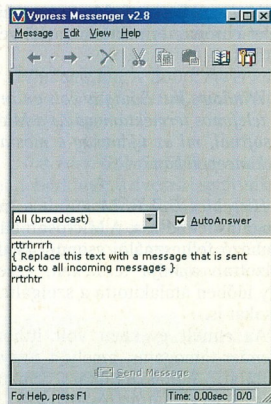 Vypress Messenger v2.8
Message Edit View Help
All (broadcast)
AutoAnswer
rttrhrrrh
{ Replace this text with a message that is sent
back to all incoming messages }
rrtrhtr
Send Message
For Help, press F1
Time: 0,00sec
0/0